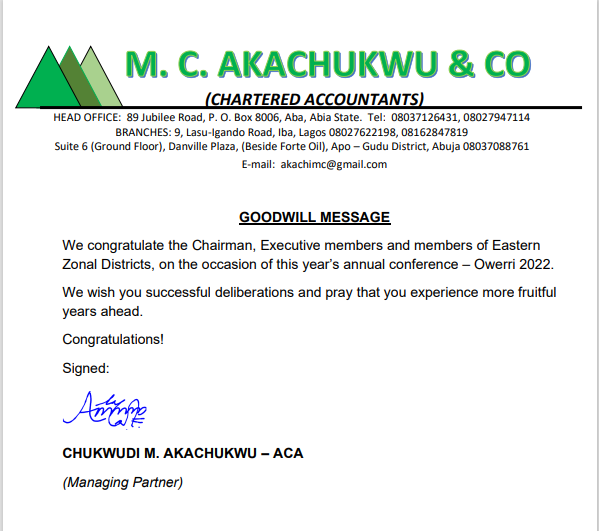 M. C. AKACHUKWU & CO
(CHARTERED ACCOUNTANTS)
HEAD OFFICE: 89 Jubilee Road, P. O. Box 8006, Aba, Abia State. Tel: 08037126431, 08027947114
BRANCHES: 9, Lasu-Igando Road, Iba, Lagos 08027622198, 08162847819
Suite 6 (Ground Floor), Danville Plaza, (Beside Forte Oil), Apo – Gudu District, Abuja 08037088761
E-mail: akachimc@gmail.com
GOODWILL MESSAGE
We congratulate the Chairman, Executive members and members of Eastern
Zonal Districts, on the occasion of this year’s annual conference – Owerri 2022.
We wish you successful deliberations and pray that you experience more fruitful
years ahead.
Congratulations!
Signed:
CHUKWUDI M. AKACHUKWU – ACA
(Managing Partner)